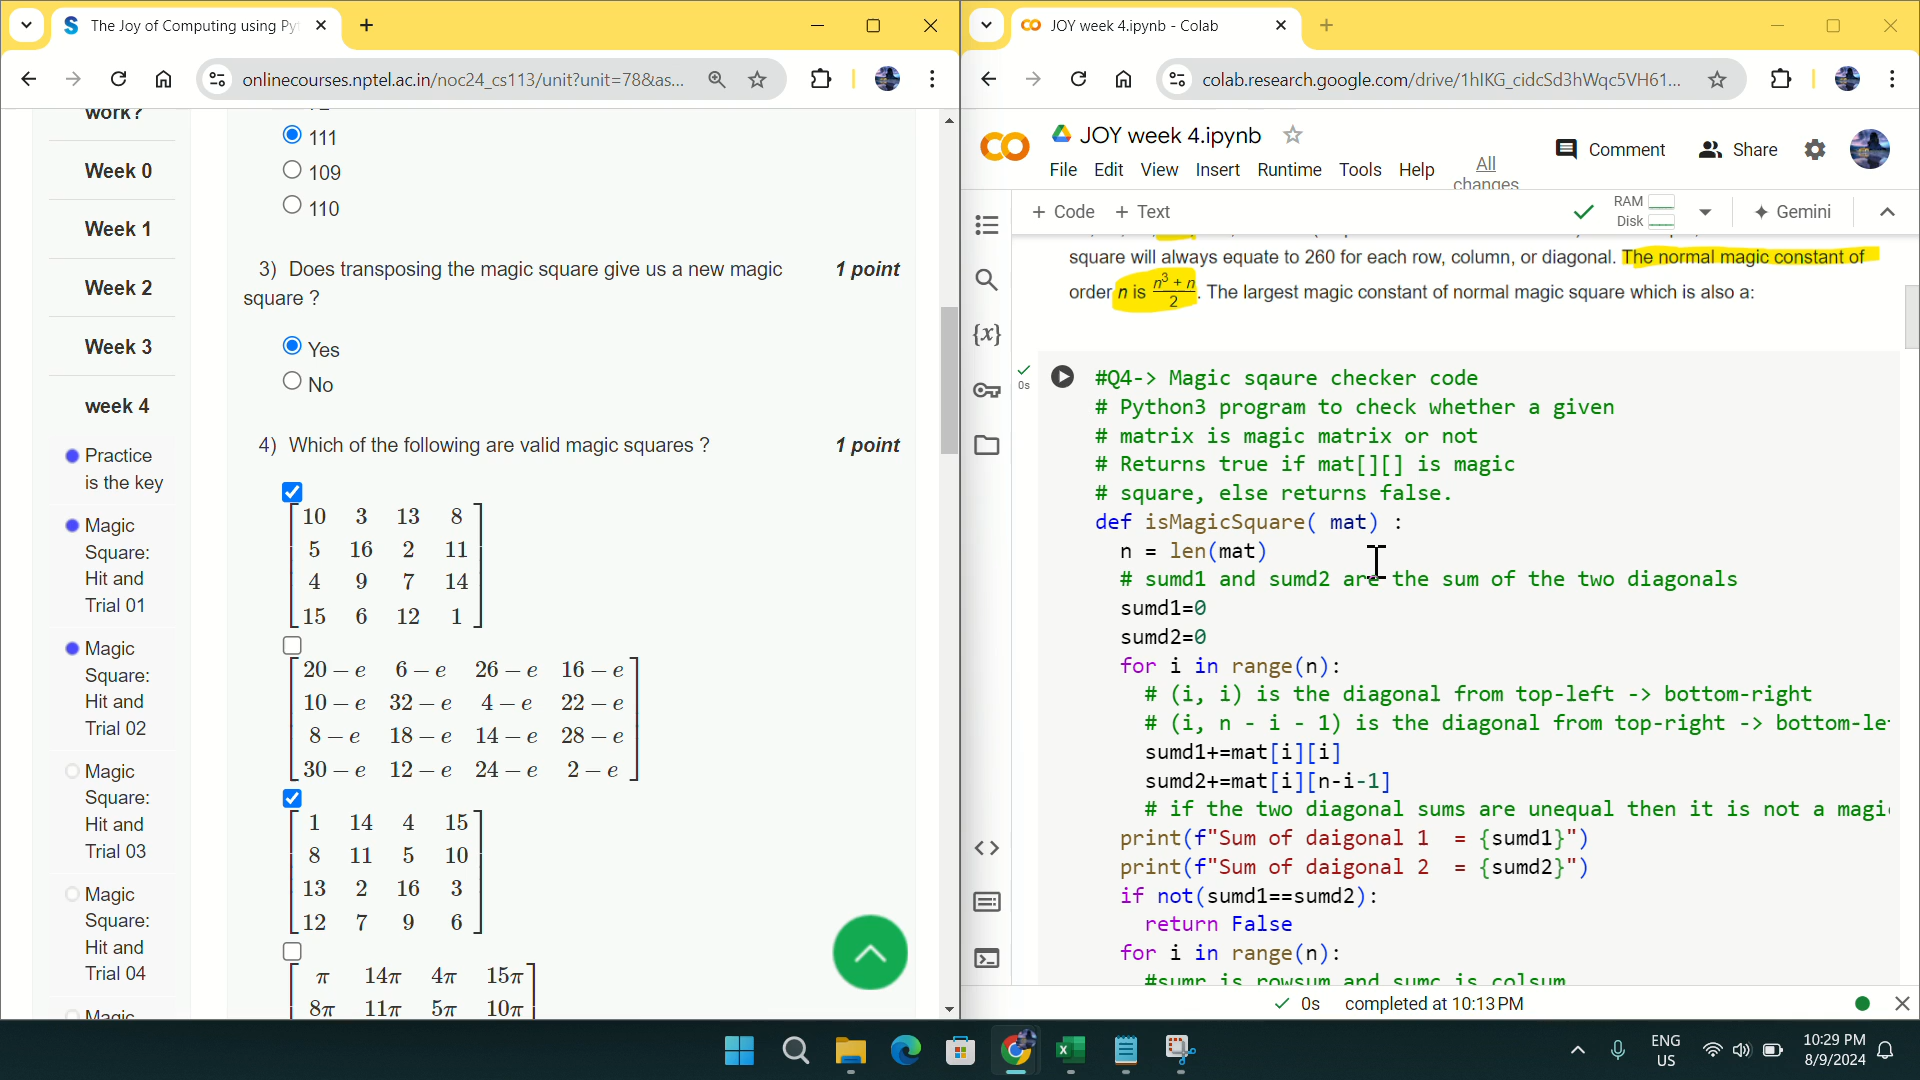 The Joy of Computing using Py
onlinecourses.nptel.ac.in/noc24_cs113/unit?unit=78&as...
work?
Week 0
Week 1
Week 2
Week 3
week 4
Practice
is the key
Magic
Square:
Hit and
Trial 01
Magic
Square:
Hit and
Trial 02
Magic
Square:
Hit and
Trial 03
Magic
Square:
Hit and
Trial 04
Magic
111
109
110
3) Does transposing the magic square give us a new magic 1 point
square ?
Yes
No
4) Which of the following are valid magic squares ? 1 point
10 3 13 8
5 16 2 11
4 9 7 14
15 6 12 1
20 − e 6 − e 26 − e 16 − e
10 − e 32 − e 4 − e 22 − e
8 − e 18 − e 14 − e 28 − e
30 − e 12 − e 24 − e 2 − e
1 14 4 15
8 11 5 10
13 2 16 3
12 7 9 6
π 14π 4π 15π
8π 11π 5π 10π
JOY week 4.ipynb - Colab
colab.research.google.com/drive/1hIKG_cidcSd3hWqc5VH61...
JOY week 4.ipynb
Comment
Share
File Edit View Insert Runtime Tools Help All changes
+ Code + Text
RAM
Disk
Gemini
square will always equate to 260 for each row, column, or diagonal. The normal magic constant of
order n is n³ + n / 2. The largest magic constant of normal magic square which is also a:
{x}
0s
#Q4-> Magic sqaure checker code
# Python3 program to check whether a given
# matrix is magic matrix or not
# Returns true if mat[][] is magic
# square, else returns false.
def isMagicSquare( mat) :
n = len(mat)
# sumd1 and sumd2 are the sum of the two diagonals
sumd1=0
sumd2=0
for i in range(n):
# (i, i) is the diagonal from top-left -> bottom-right
# (i, n - i - 1) is the diagonal from top-right -> bottom-le
sumd1+=mat[i][i]
sumd2+=mat[i][n-i-1]
# if the two diagonal sums are unequal then it is not a magi
print(f"Sum of daigonal 1  = {sumd1}")
print(f"Sum of daigonal 2  = {sumd2}")
if not(sumd1==sumd2):
return False
for i in range(n):
#sumr is rowsum and sumc is colsum
0s completed at 10:13 PM
ENG
US
10:29 PM
8/9/2024